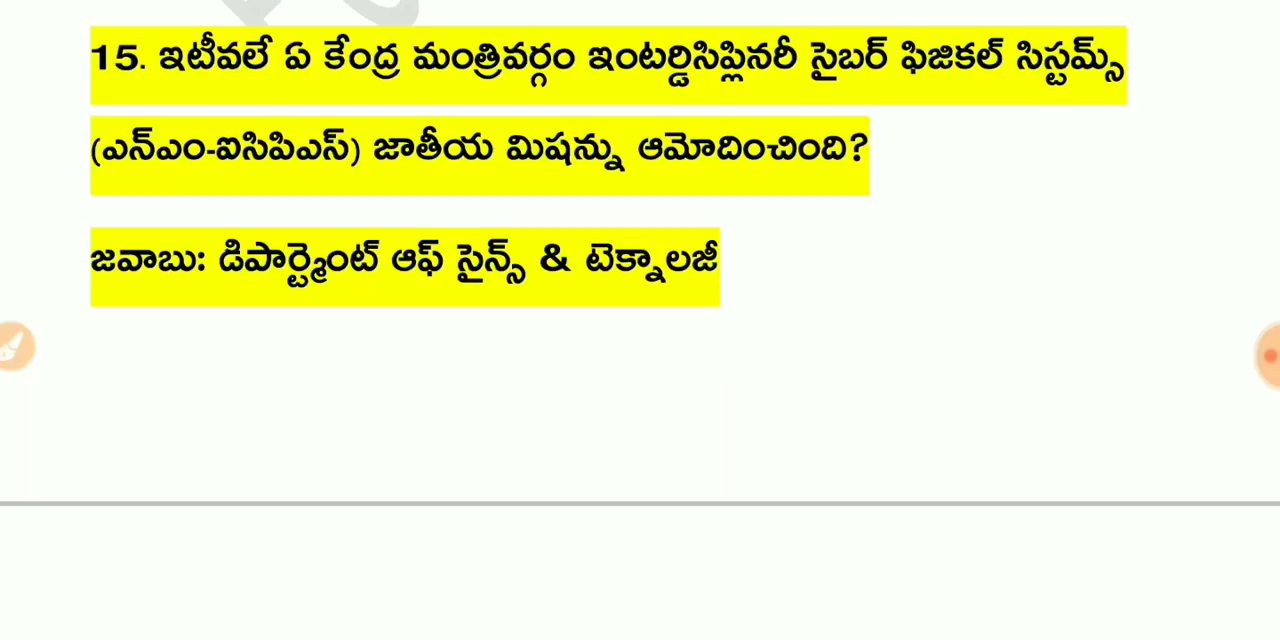 15. ఇటీవలే ఏ కేంద్ర మంత్రివర్గం ఇంటర్డిసిప్లినరీ సైబర్ ఫిజికల్ సిస్టమ్స్
(ఎన్ఎం-ఐసిపిఎస్) జాతీయ మిషన్ను ఆమోదించింది?
జవాబు: డిపార్ట్మెంట్ ఆఫ్ సైన్స్ & టెక్నాలజీ